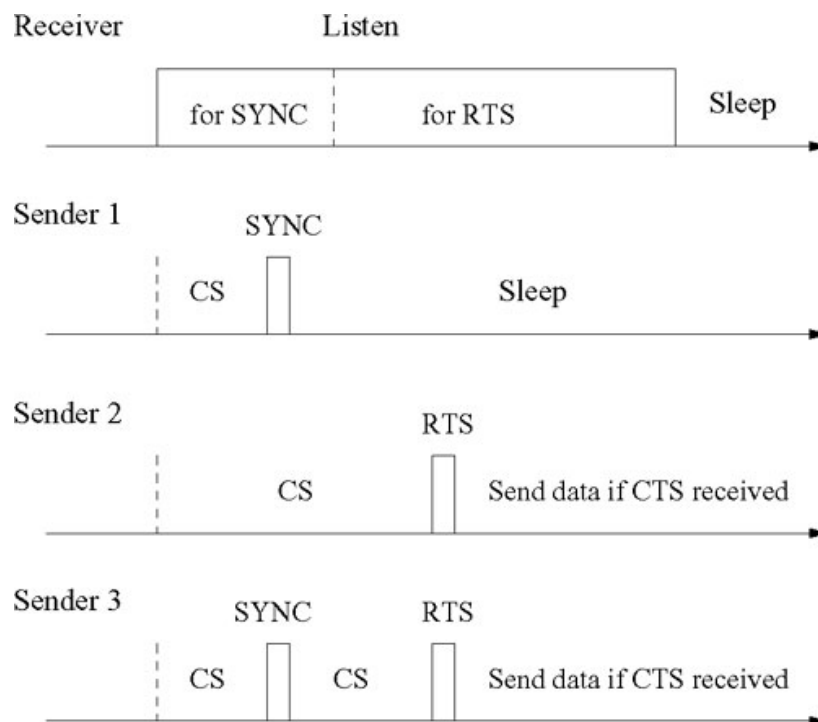 Receiver Listen
for SYNC for RTS Sleep
Sender 1
SYNC
CS Sleep
Sender 2
RTS
CS Send data if CTS received
Sender 3
SYNC RTS
CS CS Send data if CTS received